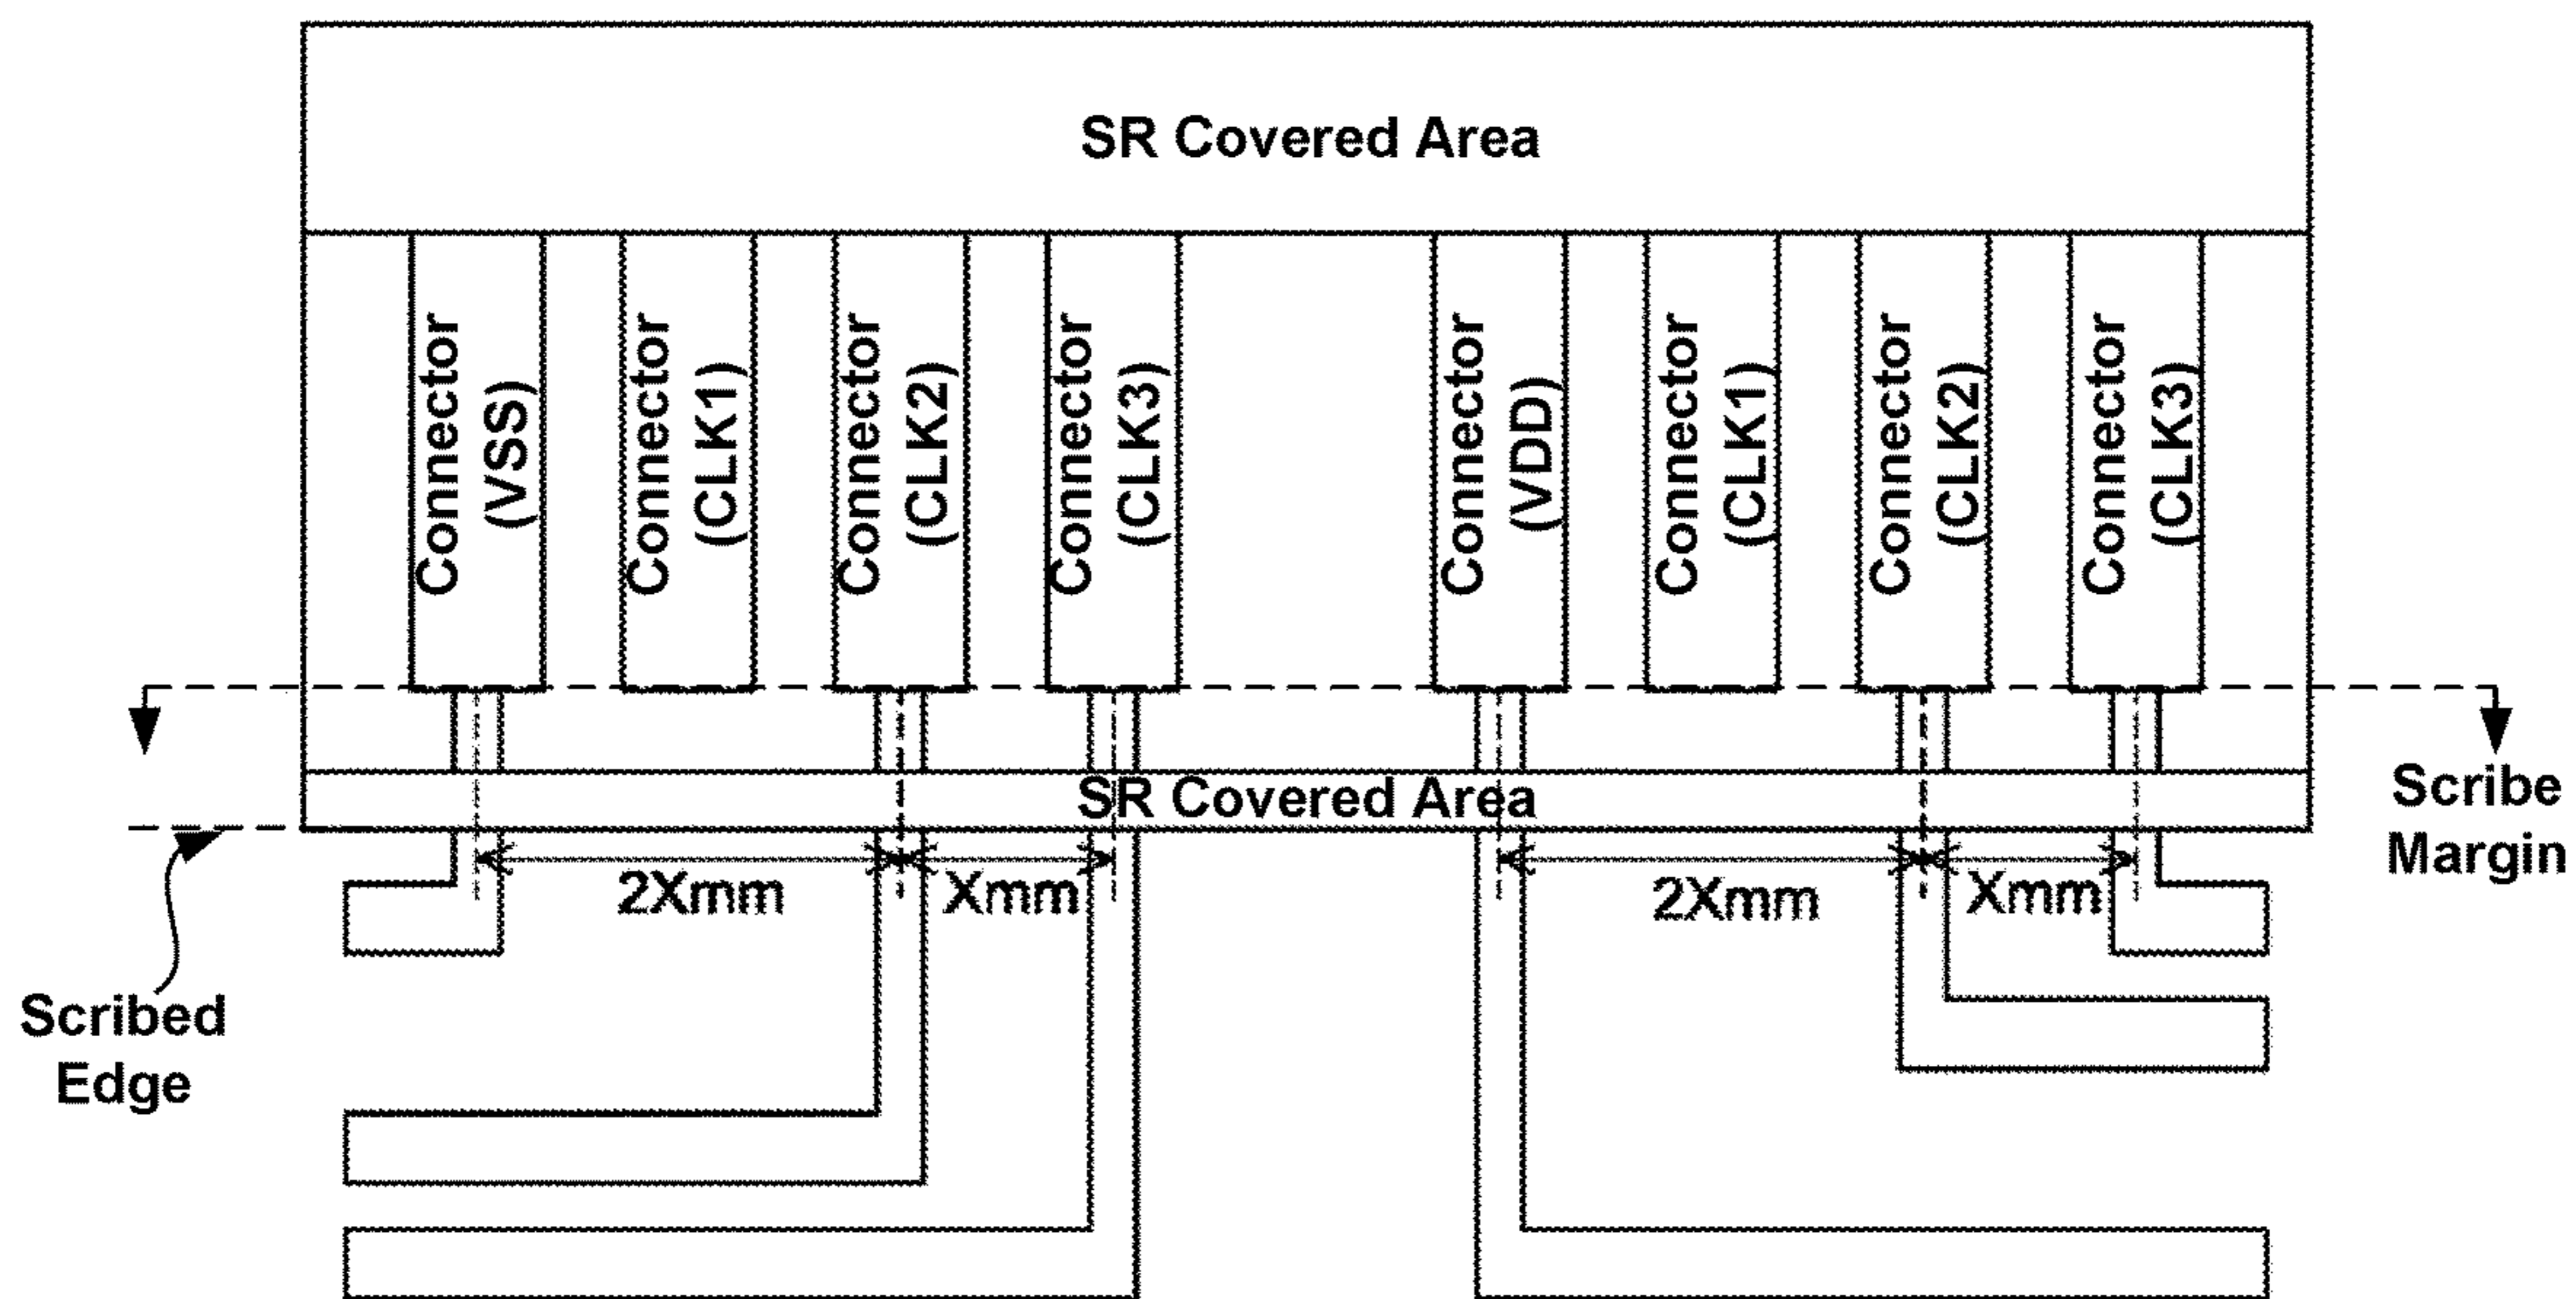 SR Covered Area
Connector
(VSS)
Connector
(CLK1)
Connector
(CLK2)
Connector
(CLK3)
Connector
(VDD)
Connector
(CLK1)
Connector
(CLK2)
Connector
(CLK3)
SR Covered Area
Scribe
Margin
2Xmm
Xmm
2Xmm
Xmm
Scribed
Edge